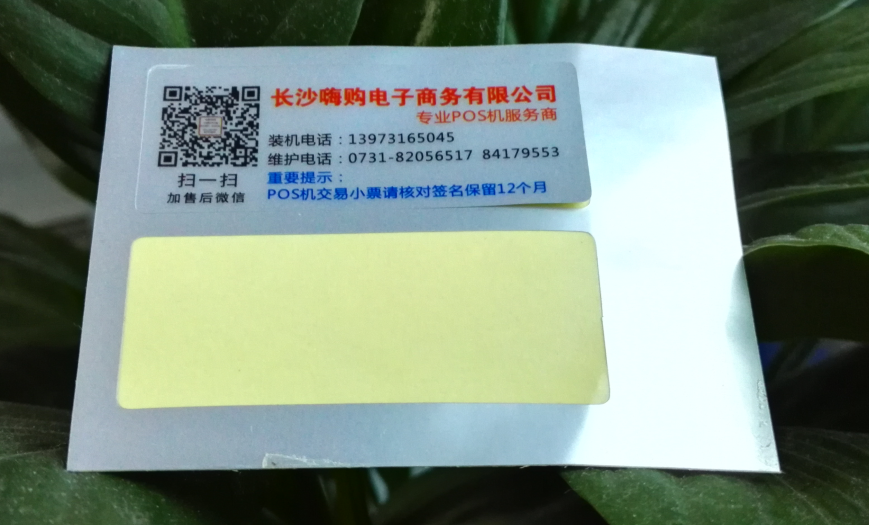 长沙嗨购电子商务有限公司
专业POS机服务商
装机电话：13973165045
维护电话：0731-82056517 84179553
重要提示：
POS机交易小票请核对签名保留12个月
扫一扫
加售后微信